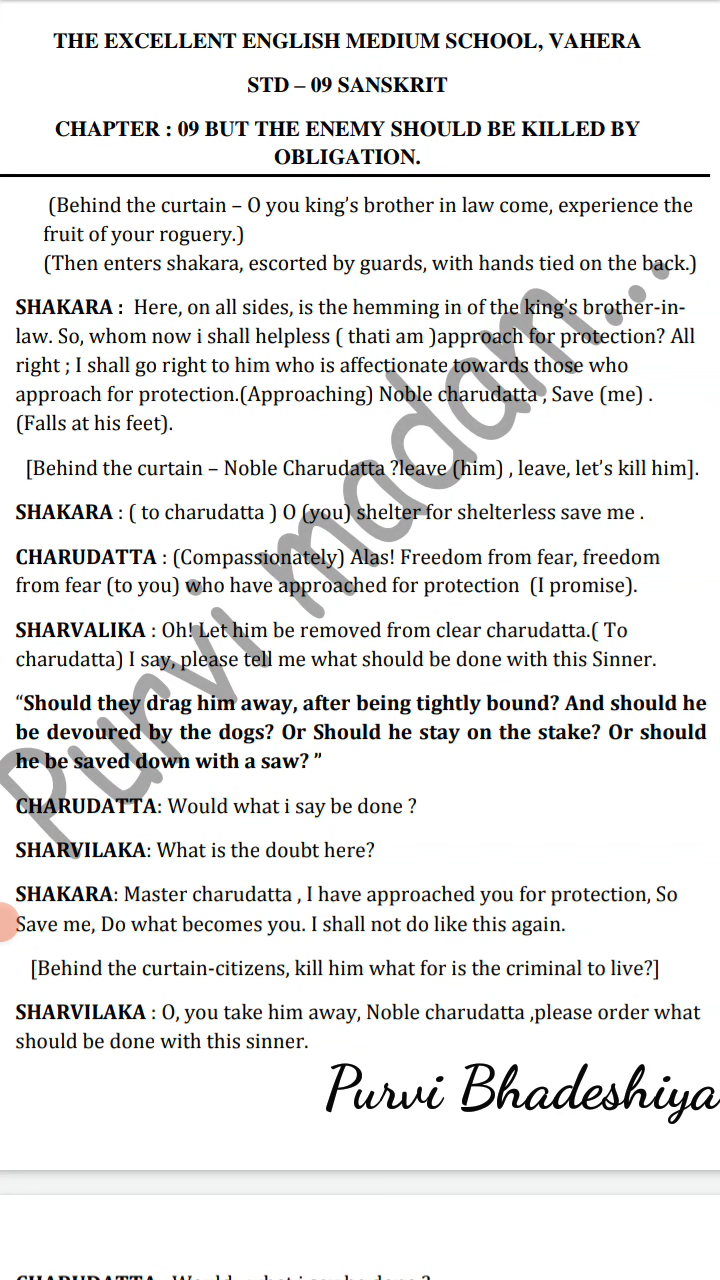 THE EXCELLENT ENGLISH MEDIUM SCHOOL, VAHERA
STD – 09 SANSKRIT
CHAPTER : 09 BUT THE ENEMY SHOULD BE KILLED BY
OBLIGATION.
(Behind the curtain – O you king’s brother in law come, experience the
fruit of your roguery.)
(Then enters shakara, escorted by guards, with hands tied on the back.)
SHAKARA : Here, on all sides, is the hemming in of the king’s brother-in-
law. So, whom now i shall helpless ( thati am )approach for protection? All
right ; I shall go right to him who is affectionate towards those who
approach for protection.(Approaching) Noble charudatta , Save (me) .
(Falls at his feet).
[Behind the curtain – Noble Charudatta ?leave (him) , leave, let’s kill him].
SHAKARA : ( to charudatta ) O (you) shelter for shelterless save me .
CHARUDATTA : (Compassionately) Alas! Freedom from fear, freedom
from fear (to you) who have approached for protection (I promise).
SHARVALIKA : Oh! Let him be removed from clear charudatta.( To
charudatta) I say, please tell me what should be done with this Sinner.
“Should they drag him away, after being tightly bound? And should he
be devoured by the dogs? Or Should he stay on the stake? Or should
he be saved down with a saw? ”
CHARUDATTA: Would what i say be done ?
SHARVILAKA: What is the doubt here?
SHAKARA: Master charudatta , I have approached you for protection, So
Save me, Do what becomes you. I shall not do like this again.
[Behind the curtain-citizens, kill him what for is the criminal to live?]
SHARVILAKA : O, you take him away, Noble charudatta ,please order what
should be done with this sinner.
Purvi Bhadeshiya
Purvi madam...
CHARUDATTA : Would what i say be done ?